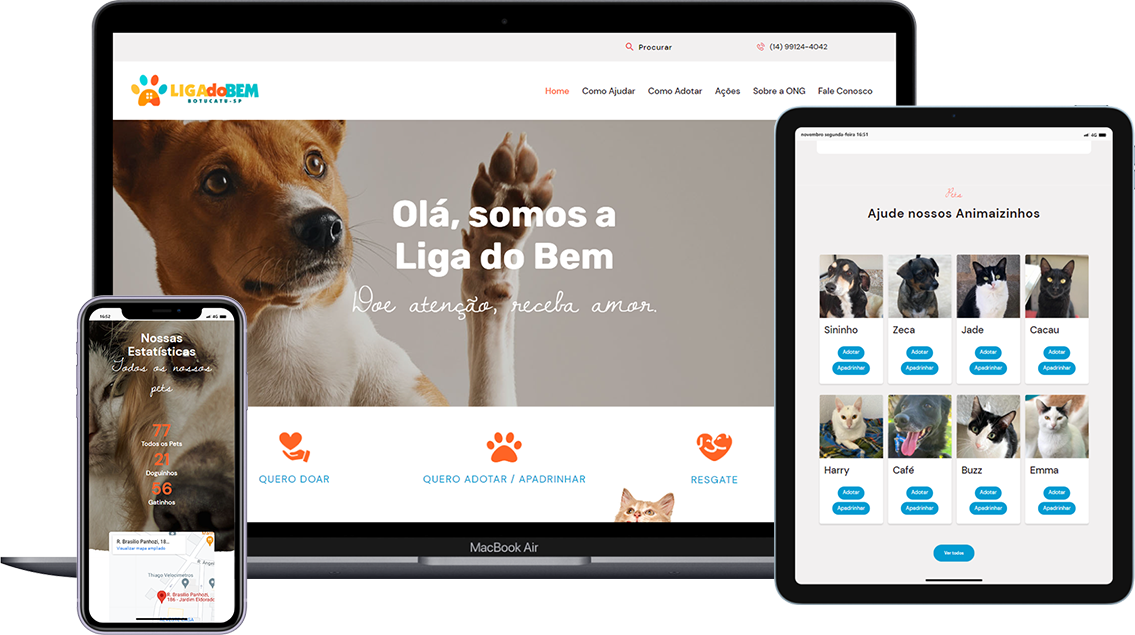 Procurar
(14) 99124-4042
LIGAdoBEM
BOTUCATU-SP
Home
Como Ajudar
Como Adotar
Ações
Sobre a ONG
Fale Conosco
Olá, somos a
Liga do Bem
Doe atenção, receba amor.
QUERO DOAR
QUERO ADOTAR / APADRINHAR
RESGATE
MacBook Air
16:52
4G
Nossas
Estatísticas
Todos os nossos
pets
77
Todos os Pets
21
Doguinhos
56
Gatinhos
R. Brasílio Panhozi, 18...
Visualizar mapa ampliado
Thiago Velocímetros
R. Brasílio Panhozi,
186 - Jardim Eldorado
novembro segunda-feira 16:51
4G
Pets
Ajude nossos Animaizinhos
Sininho
Zeca
Jade
Cacau
Adotar
Adotar
Adotar
Adotar
Apadrinhar
Apadrinhar
Apadrinhar
Apadrinhar
Harry
Café
Buzz
Emma
Adotar
Adotar
Adotar
Adotar
Apadrinhar
Apadrinhar
Apadrinhar
Apadrinhar
Ver todos